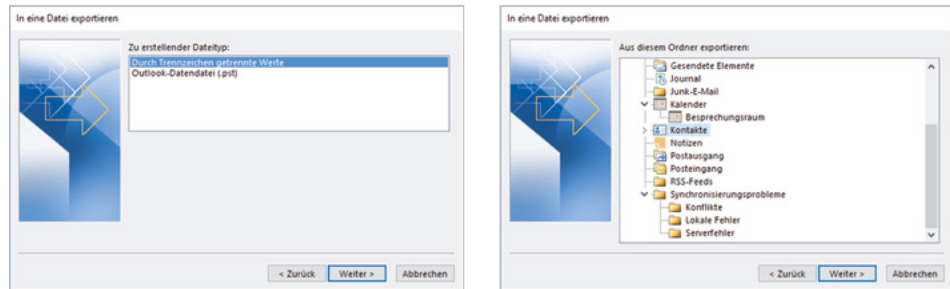 In eine Datei exportieren
Zu erstellender Dateityp:
Durch Trennzeichen getrennte Werte
Outlook-Datendatei (.pst)
< Zurück
Weiter >
Abbrechen
In eine Datei exportieren
Aus diesem Ordner exportieren:
Gesendete Elemente
Journal
Junk-E-Mail
Kalender
Besprechungsraum
Kontakte
Notizen
Postausgang
Posteingang
RSS-Feeds
Synchronisierungsprobleme
Konflikte
Lokale Fehler
Serverfehler
< Zurück
Weiter >
Abbrechen